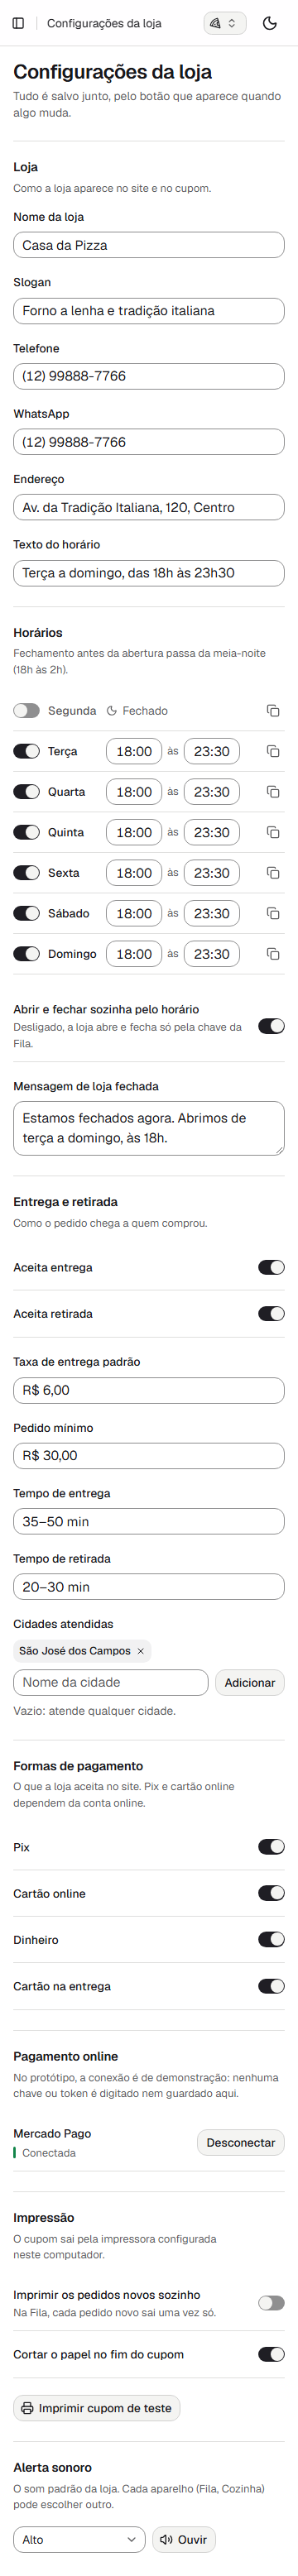 Configurações da loja
Configurações da loja
Tudo é salvo junto, pelo botão que aparece quando
algo muda.
Loja
Como a loja aparece no site e no cupom.
Nome da loja
Casa da Pizza
Slogan
Forno a lenha e tradição italiana
Telefone
(12) 99888-7766
WhatsApp
(12) 99888-7766
Endereço
Av. da Tradição Italiana, 120, Centro
Texto do horário
Terça a domingo, das 18h às 23h30
Horários
Fechamento antes da abertura passa da meia-noite
(18h às 2h).
Segunda Fechado
Terça 18:00 às 23:30
Quarta 18:00 às 23:30
Quinta 18:00 às 23:30
Sexta 18:00 às 23:30
Sábado 18:00 às 23:30
Domingo 18:00 às 23:30
Abrir e fechar sozinha pelo horário
Desligado, a loja abre e fecha só pela chave da
Fila.
Mensagem de loja fechada
Estamos fechados agora. Abrimos de
terça a domingo, às 18h.
Entrega e retirada
Como o pedido chega a quem comprou.
Aceita entrega
Aceita retirada
Taxa de entrega padrão
R$ 6,00
Pedido mínimo
R$ 30,00
Tempo de entrega
35–50 min
Tempo de retirada
20–30 min
Cidades atendidas
São José dos Campos ×
Nome da cidade Adicionar
Vazio: atende qualquer cidade.
Formas de pagamento
O que a loja aceita no site. Pix e cartão online
dependem da conta online.
Pix
Cartão online
Dinheiro
Cartão na entrega
Pagamento online
No protótipo, a conexão é de demonstração: nenhuma
chave ou token é digitado nem guardado aqui.
Mercado Pago
Conectada
Desconectar
Impressão
O cupom sai pela impressora configurada
neste computador.
Imprimir os pedidos novos sozinho
Na Fila, cada pedido novo sai uma vez só.
Cortar o papel no fim do cupom
Imprimir cupom de teste
Alerta sonoro
O som padrão da loja. Cada aparelho (Fila, Cozinha)
pode escolher outro.
Alto Ouvir